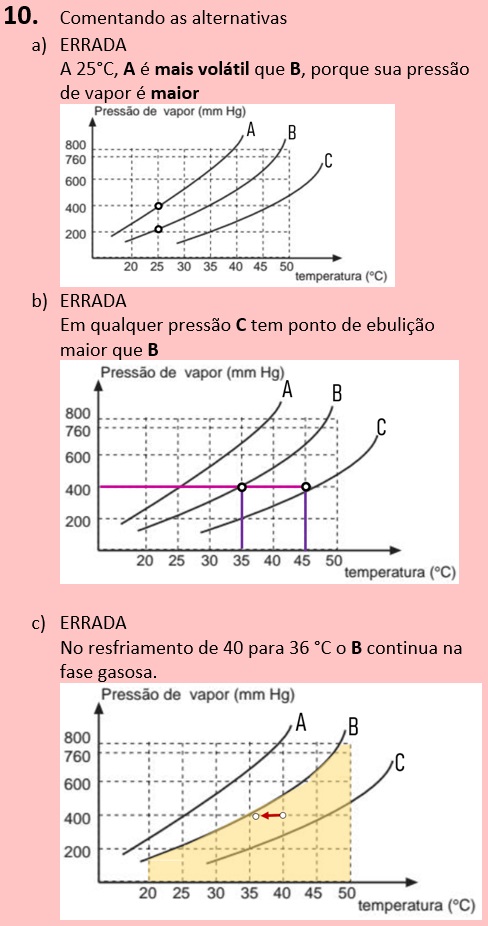 10. Comentando as alternativas
a) ERRADA
A 25°C, A é mais volátil que B, porque sua pressão
de vapor é maior
Pressão de vapor (mm Hg)
A
B
C
800
760
600
400
200
20 25 30 35 40 45 50
temperatura (°C)
b) ERRADA
Em qualquer pressão C tem ponto de ebulição
maior que B
Pressão de vapor (mm Hg)
A
B
C
800
760
600
400
200
20 25 30 35 40 45 50
temperatura (°C)
c) ERRADA
No resfriamento de 40 para 36 °C o B continua na
fase gasosa.
Pressão de vapor (mm Hg)
A
B
C
800
760
600
400
200
20 25 30 35 40 45 50
temperatura (°C)